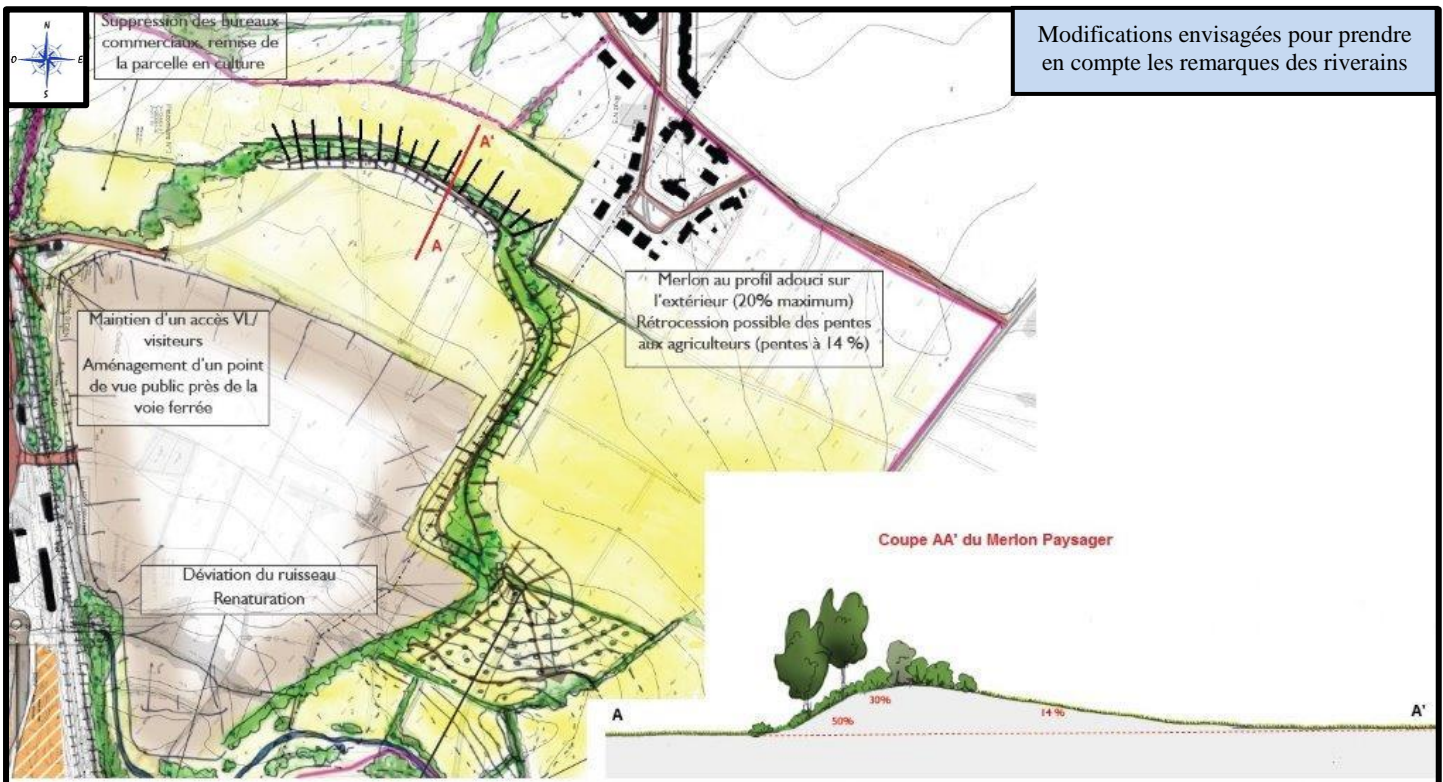 N
O
E
S
Suppression des bureaux
commerciaux, remise de
la parcelle en culture
Modifications envisagées pour prendre
en compte les remarques des riverains
A'
A
Merlon au profil adouci sur
l'extérieur (20% maximum)
Rétrocession possible des pentes
aux agriculteurs (pentes à 14 %)
Maintien d'un accès VL/
visiteurs
Aménagement d'un point
de vue public près de la
voie ferrée
Déviation du ruisseau
Renaturation
Coupe AA' du Merlon Paysager
A
50%
30%
14 %
A'